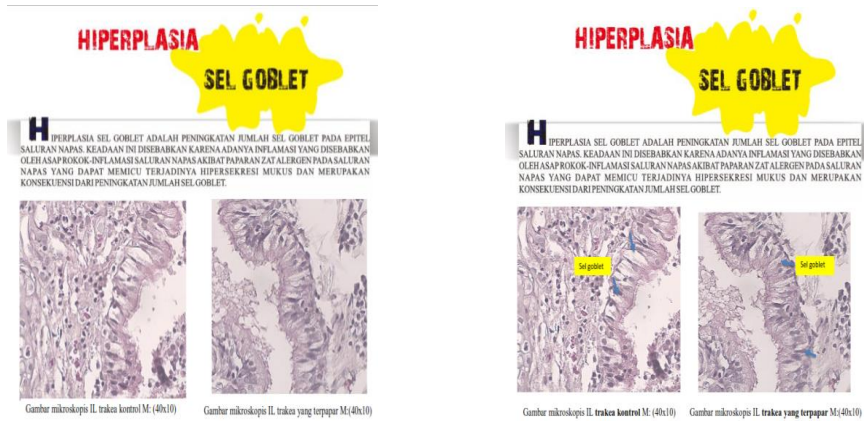 HIPERPLASIA
SEL GOBLET
HIPERPLASIA SEL GOBLET ADALAH PENINGKATAN JUMLAH SEL GOBLET PADA EPITEL
SALURAN NAPAS. KEADAAN INI DISEBABKAN KARENA ADANYA INFLAMASI YANG DISEBABKAN
OLEH ASAP ROKOK-INFLAMASI SALURAN NAPAS AKIBAT PAPARAN ZAT ALERGEN PADA SALURAN
NAPAS YANG DAPAT MEMICU TERJADINYA HIPERSEKRESI MUKUS DAN MERUPAKAN
KONSEKUENSI DARI PENINGKATAN JUMLAH SEL GOBLET.
Gambar mikroskopis IL trakea kontrol M: (40x10)
Gambar mikroskopis IL trakea yang terpapar M:(40x10)
HIPERPLASIA
SEL GOBLET
HIPERPLASIA SEL GOBLET ADALAH PENINGKATAN JUMLAH SEL GOBLET PADA EPITEL
SALURAN NAPAS. KEADAAN INI DISEBABKAN KARENA ADANYA INFLAMASI YANG DISEBABKAN
OLEH ASAP ROKOK-INFLAMASI SALURAN NAPAS AKIBAT PAPARAN ZAT ALERGEN PADA SALURAN
NAPAS YANG DAPAT MEMICU TERJADINYA HIPERSEKRESI MUKUS DAN MERUPAKAN
KONSEKUENSI DARI PENINGKATAN JUMLAH SEL GOBLET.
Sel goblet
Sel goblet
Gambar mikroskopis IL trakea kontrol M: (40x10)
Gambar mikroskopis IL trakea yang terpapar M:(40x10)